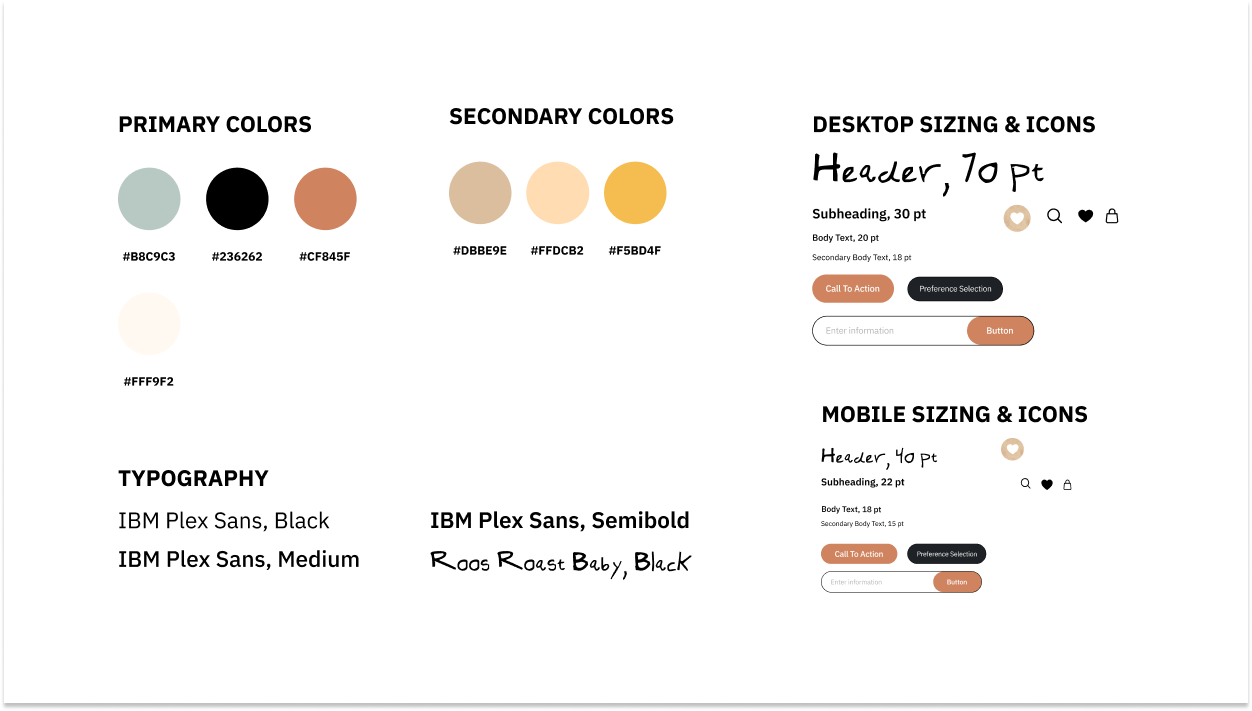 PRIMARY COLORS
#B8C9C3 #236262 #CF845F
#FFF9F2
SECONDARY COLORS
#DBBE9E #FFDCB2 #F5BD4F
TYPOGRAPHY
IBM Plex Sans, Black
IBM Plex Sans, Medium
IBM Plex Sans, Semibold
Roos Roast Baby, Black
DESKTOP SIZING & ICONS
Header, 70 pt
Subheading, 30 pt
Body Text, 20 pt
Secondary Body Text, 18 pt
Call To Action Preference Selection
Enter information Button
MOBILE SIZING & ICONS
Header, 40 pt
Subheading, 22 pt
Body Text, 18 pt
Secondary Body Text, 15 pt
Call To Action Preference Selection
Enter information Button